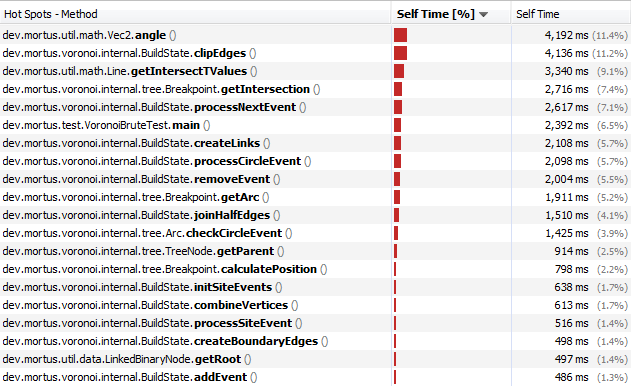 Hot Spots - Method Self Time [%] Self Time
dev.mortus.util.math.Vec2.angle () 4,192 ms (11.4%)
dev.mortus.voronoi.internal.BuildState.clipEdges () 4,136 ms (11.2%)
dev.mortus.util.math.Line.getIntersectTValues () 3,340 ms (9.1%)
dev.mortus.voronoi.internal.tree.Breakpoint.getIntersection () 2,716 ms (7.4%)
dev.mortus.voronoi.internal.BuildState.processNextEvent () 2,617 ms (7.1%)
dev.mortus.test.VoronoiBruteTest.main () 2,392 ms (6.5%)
dev.mortus.voronoi.internal.BuildState.createLinks () 2,108 ms (5.7%)
dev.mortus.voronoi.internal.BuildState.processCircleEvent () 2,098 ms (5.7%)
dev.mortus.voronoi.internal.BuildState.removeEvent () 2,004 ms (5.5%)
dev.mortus.voronoi.internal.tree.Breakpoint.getArc () 1,911 ms (5.2%)
dev.mortus.voronoi.internal.BuildState.joinHalfEdges () 1,510 ms (4.1%)
dev.mortus.voronoi.internal.tree.Arc.checkCircleEvent () 1,425 ms (3.9%)
dev.mortus.voronoi.internal.tree.TreeNode.getParent () 914 ms (2.5%)
dev.mortus.voronoi.internal.tree.Breakpoint.calculatePosition () 798 ms (2.2%)
dev.mortus.voronoi.internal.BuildState.initSiteEvents () 638 ms (1.7%)
dev.mortus.voronoi.internal.BuildState.combineVertices () 613 ms (1.7%)
dev.mortus.voronoi.internal.BuildState.processSiteEvent () 516 ms (1.4%)
dev.mortus.voronoi.internal.BuildState.createBoundaryEdges () 498 ms (1.4%)
dev.mortus.util.data.LinkedBinaryNode.getRoot () 497 ms (1.4%)
dev.mortus.voronoi.internal.BuildState.addEvent () 486 ms (1.3%)